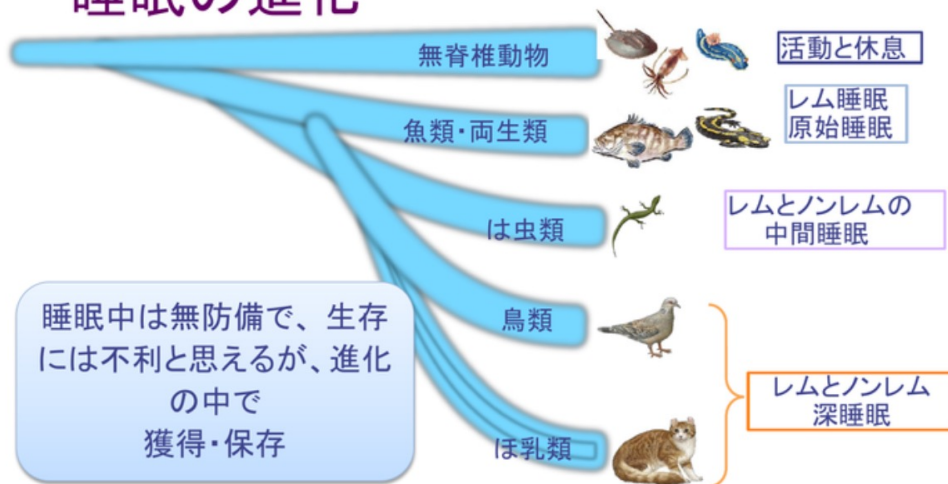 睡眠の進化
無脊椎動物
活動と休息
魚類・両生類
レム睡眠
原始睡眠
は虫類
レムとノンレムの
中間睡眠
鳥類
ほ乳類
レムとノンレム
深睡眠
睡眠中は無防備で、生存
には不利と思えるが、進化
の中で
獲得・保存